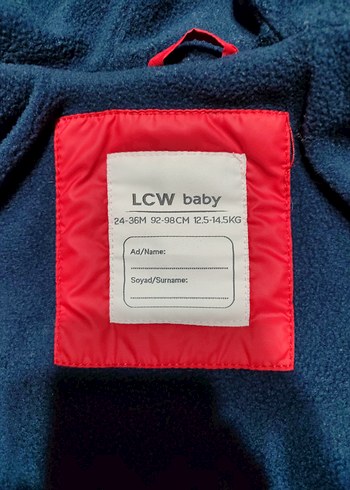 LCW baby
24-36M 92-98CM 12.5-14.5KG
Ad/Name:
Soyad/Surname: